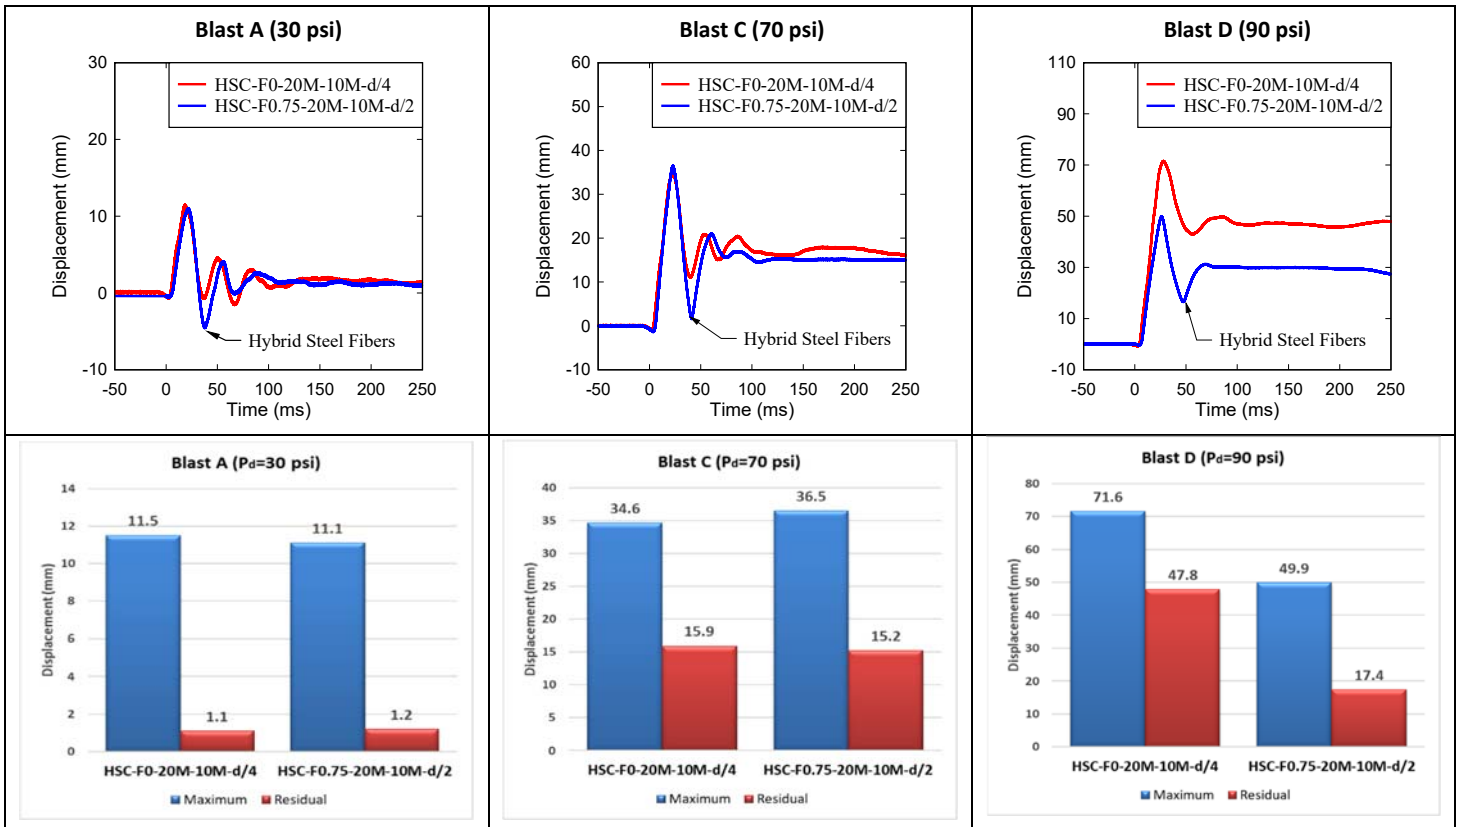 Blast A (30 psi)
30
20
10
0
-10
Displacement (mm)
HSC-F0-20M-10M-d/4
HSC-F0.75-20M-10M-d/2
Hybrid Steel Fibers
-50 0 50 100 150 200 250
Time (ms)
Blast C (70 psi)
60
50
40
30
20
10
0
-10
Displacement (mm)
HSC-F0-20M-10M-d/4
HSC-F0.75-20M-10M-d/2
Hybrid Steel Fibers
-50 0 50 100 150 200 250
Time (ms)
Blast D (90 psi)
110
90
70
50
30
10
-10
Displacement (mm)
HSC-F0-20M-10M-d/4
HSC-F0.75-20M-10M-d/2
Hybrid Steel Fibers
-50 0 50 100 150 200 250
Time (ms)
Blast A (Pd=30 psi)
14
12
10
8
6
4
2
0
Displacement (mm)
11.5
1.1
11.1
1.2
HSC-F0-20M-10M-d/4 HSC-F0.75-20M-10M-d/2
Maximum Residual
Blast C (Pd=70 psi)
40
35
30
25
20
15
10
5
0
Displacement (mm)
34.6
15.9
36.5
15.2
HSC-F0-20M-10M-d/4 HSC-F0.75-20M-10M-d/2
Maximum Residual
Blast D (Pd=90 psi)
80
70
60
50
40
30
20
10
0
Displacement (mm)
71.6
47.8
49.9
17.4
HSC-F0-20M-10M-d/4 HSC-F0.75-20M-10M-d/2
Maximum Residual